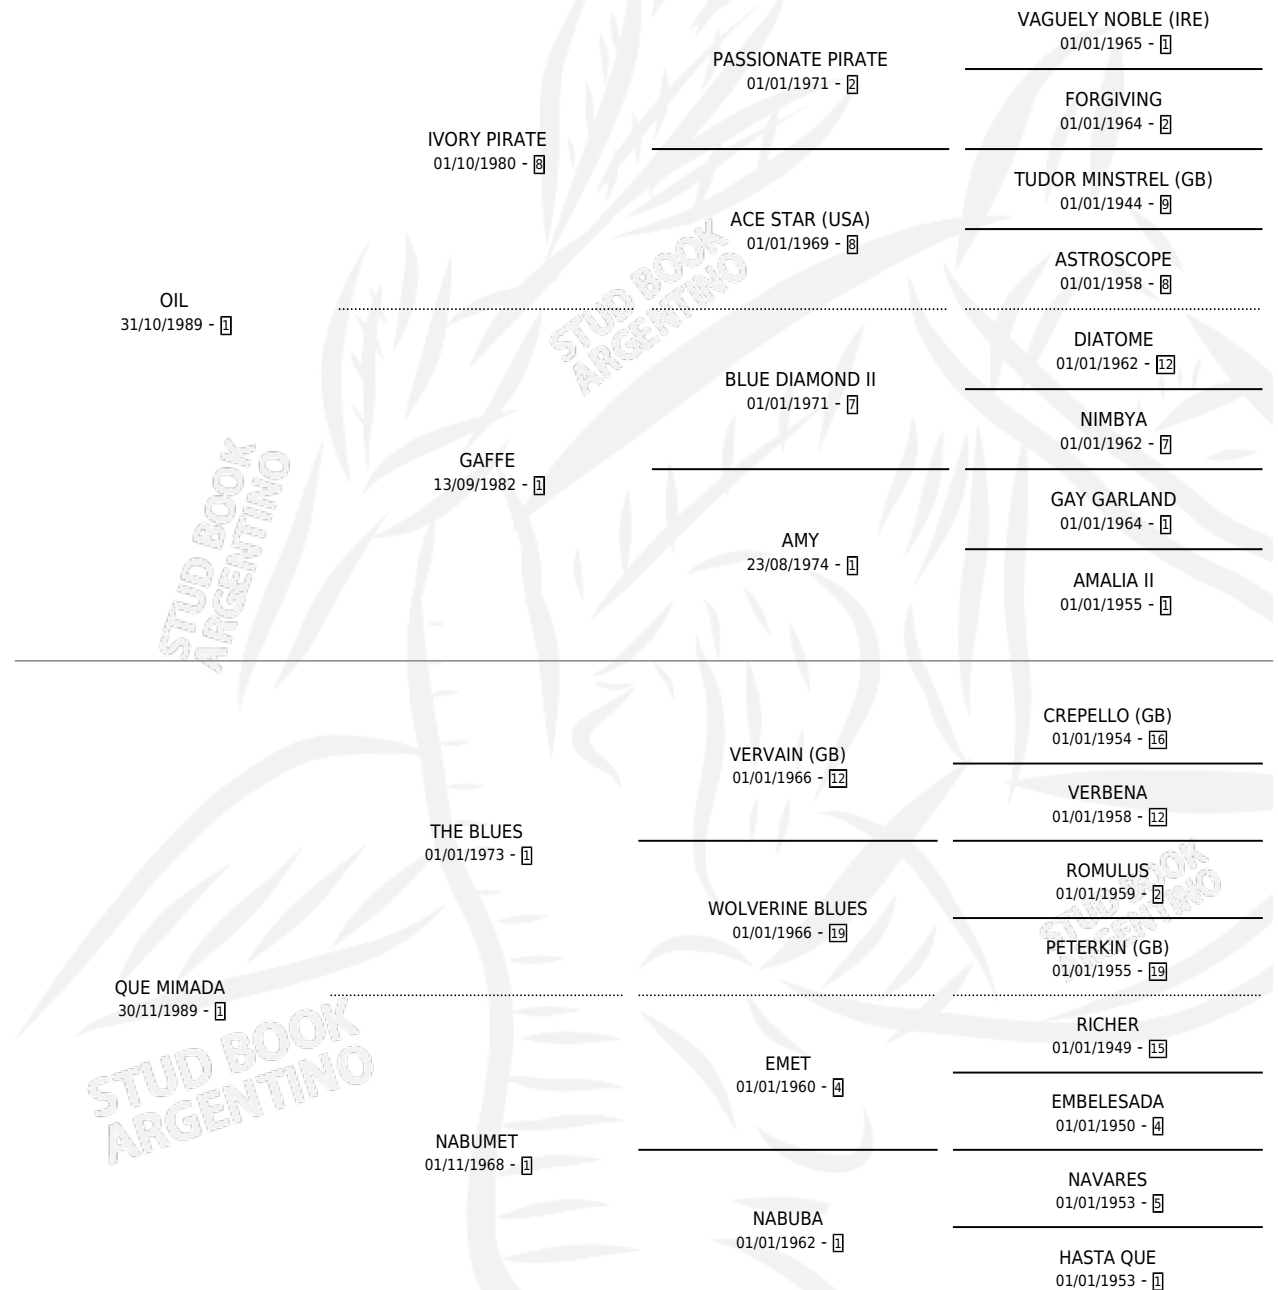 VAGUELY NOBLE (IRE)
01/01/1965 - 1
PASSIONATE PIRATE
01/01/1971 - 2
FORGIVING
01/01/1964 - 2
IVORY PIRATE
01/10/1980 - 8
TUDOR MINSTREL (GB)
01/01/1944 - 9
ACE STAR (USA)
01/01/1969 - 8
ASTROSCOPE
01/01/1958 - 8
OIL
31/10/1989 - 1
STUD BOOK
ARGENTINO
DIATOME
01/01/1962 - 12
BLUE DIAMOND II
01/01/1971 - 7
NIMBYA
01/01/1962 - 7
GAFFE
13/09/1982 - 1
GAY GARLAND
01/01/1964 - 1
AMY
23/08/1974 - 1
AMALIA II
01/01/1955 - 1
STUD BOOK
ARGENTINO
CREPELLO (GB)
01/01/1954 - 16
VERVAIN (GB)
01/01/1966 - 12
VERBENA
01/01/1958 - 12
THE BLUES
01/01/1973 - 1
ROMULUS
01/01/1959 - 2
WOLVERINE BLUES
01/01/1966 - 19
PETERKIN (GB)
01/01/1955 - 19
STUD BOOK
ARGENTINO
QUE MIMADA
30/11/1989 - 1
STUD BOOK
ARGENTINO
RICHER
01/01/1949 - 15
EMET
01/01/1960 - 4
EMBELESADA
01/01/1950 - 4
NABUMET
01/11/1968 - 1
NAVARES
01/01/1953 - 5
NABUBA
01/01/1962 - 1
HASTA QUE
01/01/1953 - 1